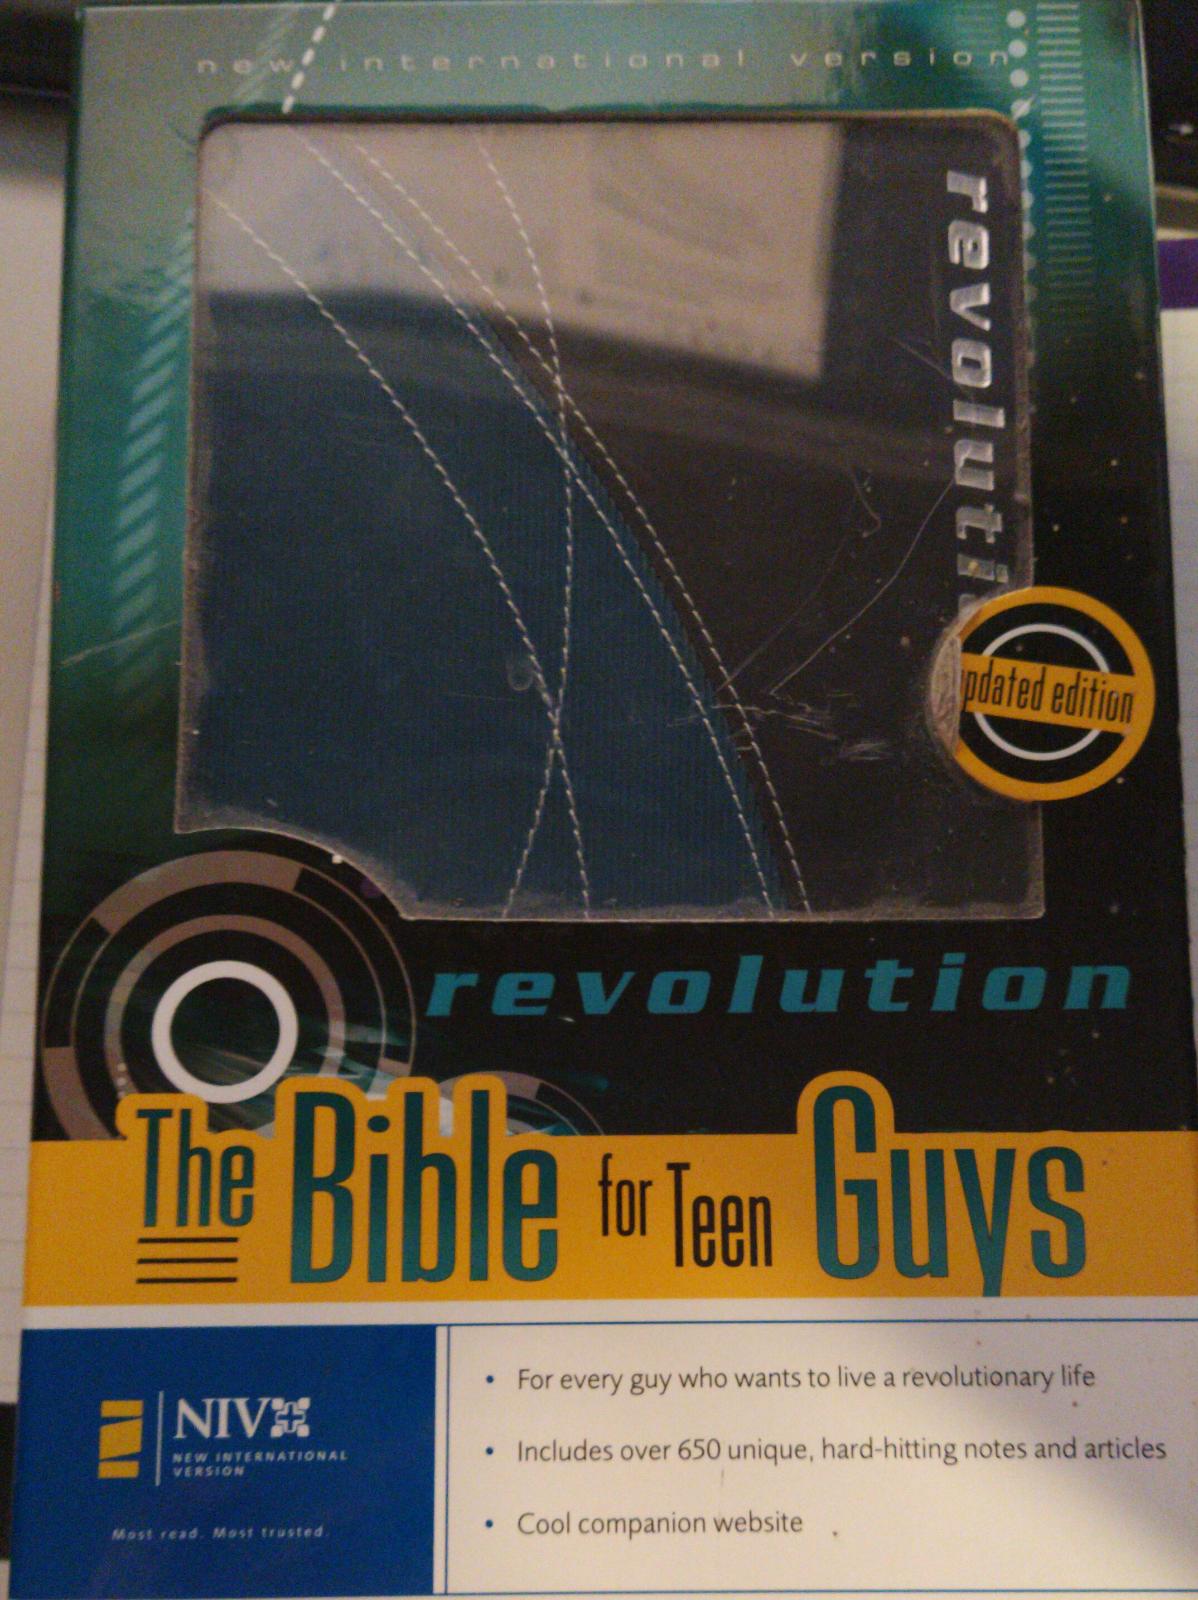 new international version
revoluti
pdated edition
revolution
The Bible for Teen Guys
NIV
NEW INTERNATIONAL
VERSION
Most read. Most trusted.
• For every guy who wants to live a revolutionary life
• Includes over 650 unique, hard-hitting notes and articles
• Cool companion website